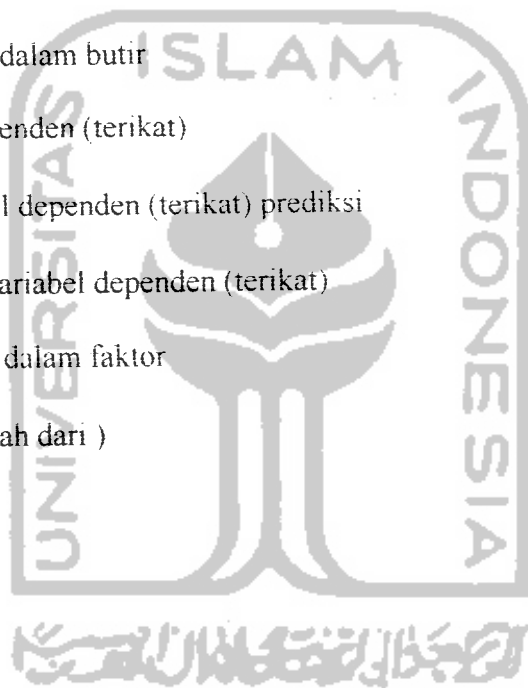 dalam butir
ISLAM
enden (terikat)
l dependen (terikat) prediksi
ariabel dependen (terikat)
dalam faktor
ah dari )
UNIVERSITAS
INDONESIA